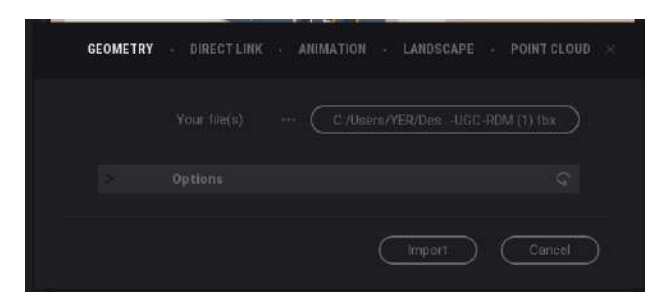 GEOMETRY · DIRECT LINK · ANIMATION · LANDSCAPE · POINT CLOUD ×
Your file(s) ··· C:/Users/YER/Des...-UGC-RDM (1).fbx
> Options
Import Cancel